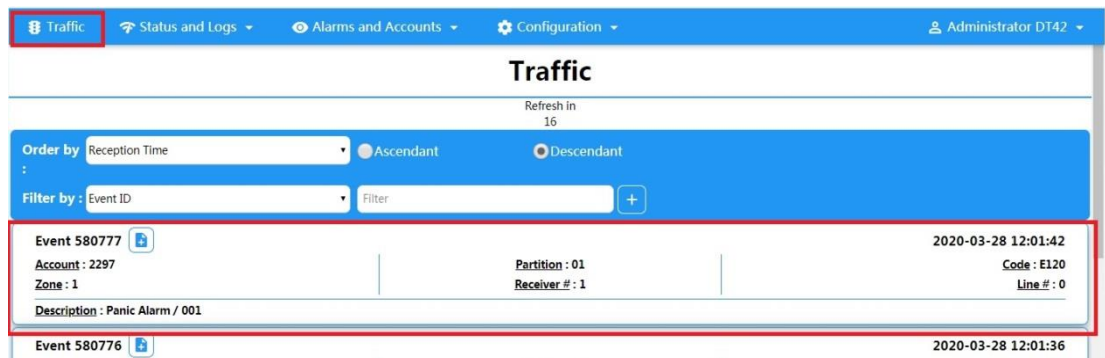 Traffic Status and Logs Alarms and Accounts Configuration Administrator DT42
Traffic
Refresh in
16
Order by Reception Time Ascendant Descendant
:
Filter by : Event ID Filter +
Event 580777 2020-03-28 12:01:42
Account : 2297 Partition : 01 Code : E120
Zone : 1 Receiver # : 1 Line # : 0
Description : Panic Alarm / 001
Event 580776 2020-03-28 12:01:36